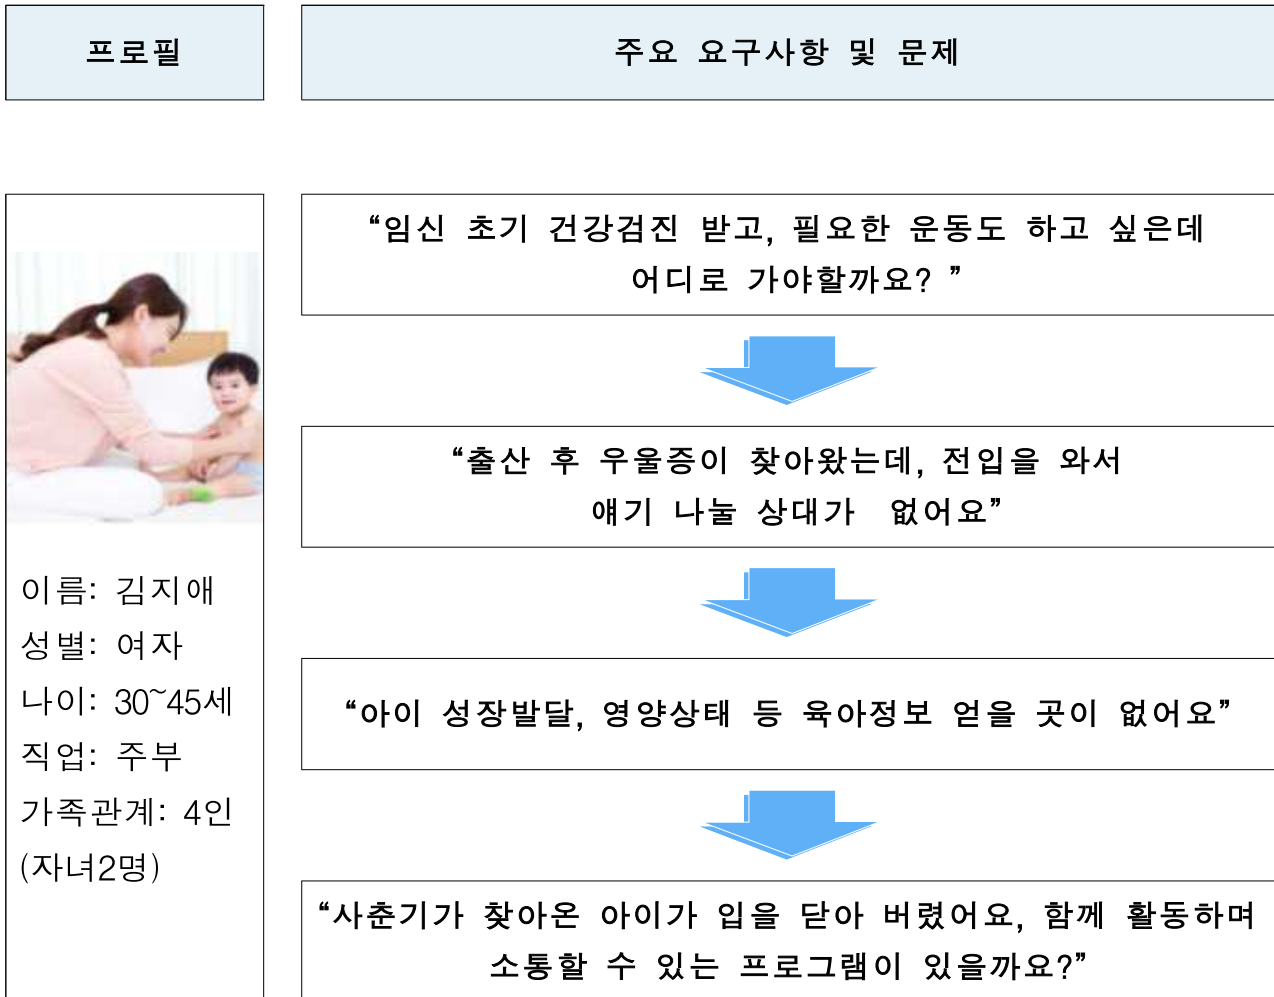 프로필
주요 요구사항 및 문제
이름: 김지애
성별: 여자
나이: 30~45세
직업: 주부
가족관계: 4인
(자녀2명)
“임신 초기 건강검진 받고, 필요한 운동도 하고 싶은데
어디로 가야할까요? ”
“출산 후 우울증이 찾아왔는데, 전입을 와서
얘기 나눌 상대가  없어요”
“아이 성장발달, 영양상태 등 육아정보 얻을 곳이 없어요”
“사춘기가 찾아온 아이가 입을 닫아 버렸어요, 함께 활동하며
소통할 수 있는 프로그램이 있을까요?”